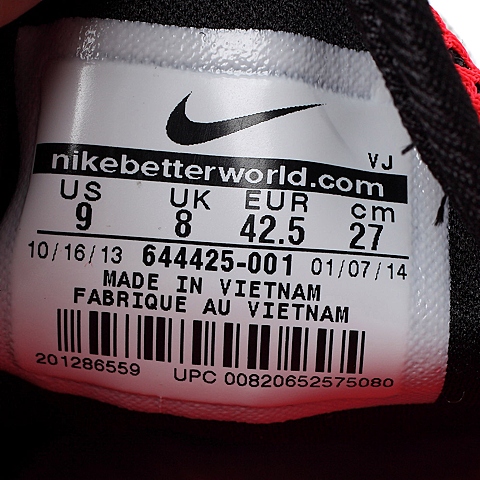 VJ
nikebetterworld.com
US UK EUR cm
9 8 42.5 27
10/16/13 644425-001 01/07/14
MADE IN VIETNAM
FABRIQUE AU VIETNAM
201286559 UPC 00820652575080